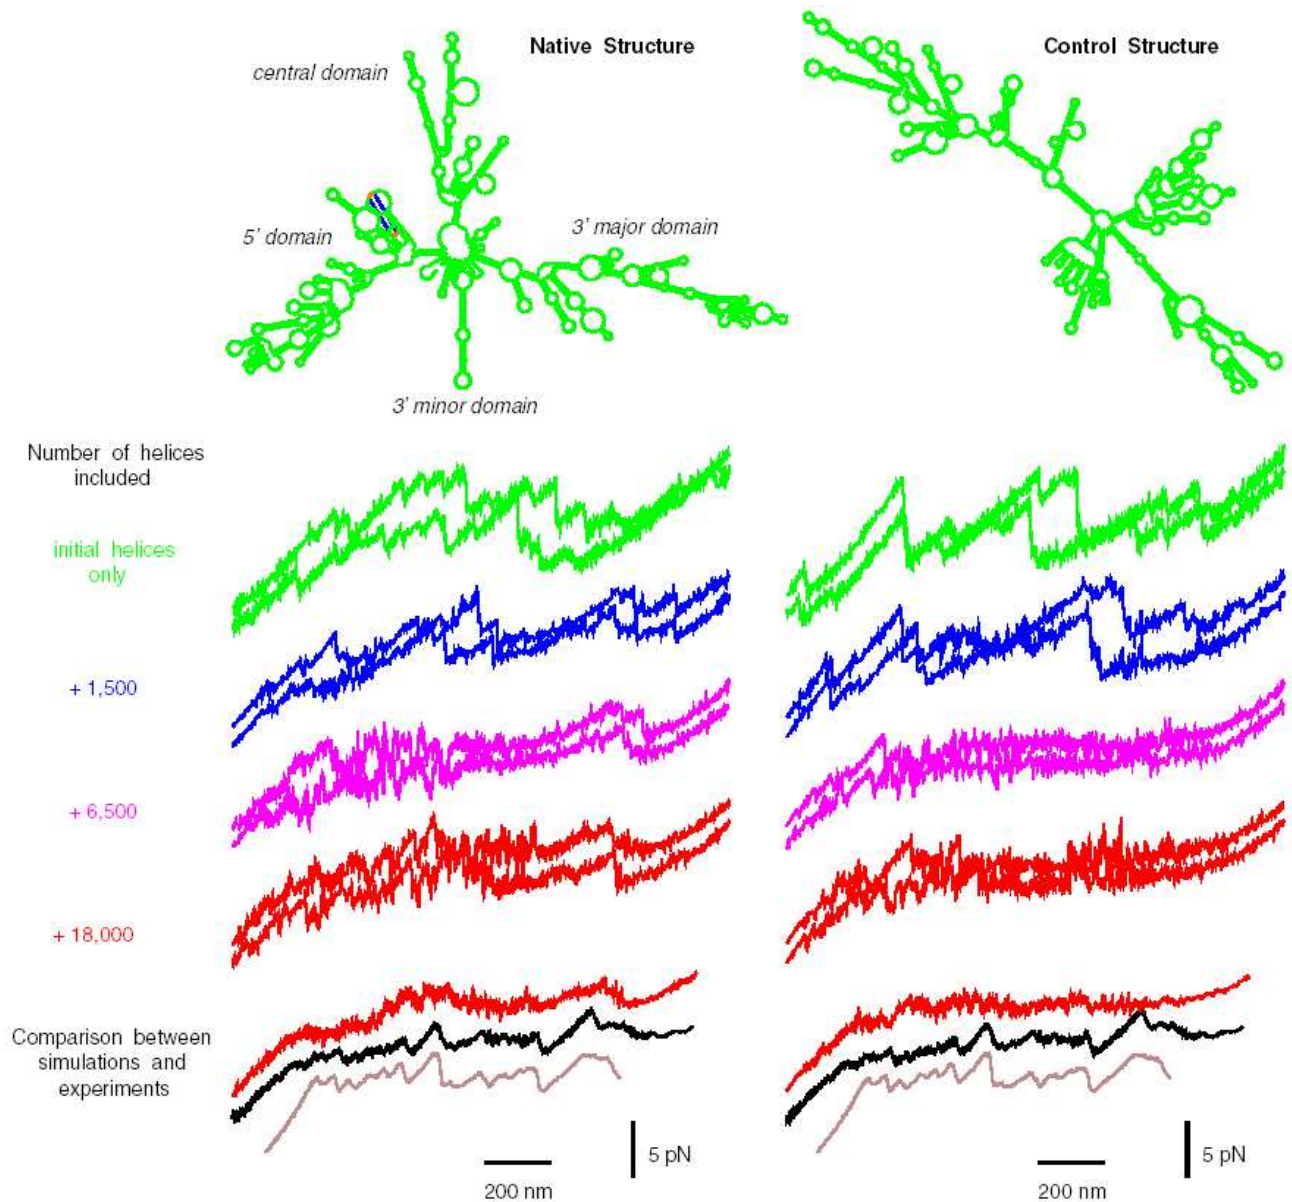 Native Structure
Control Structure
central domain
5' domain
3' major domain
3' minor domain
Number of helices
included
initial helices
only
+ 1,500
+ 6,500
+ 18,000
Comparison between
simulations and
experiments
5 pN
200 nm
5 pN
200 nm